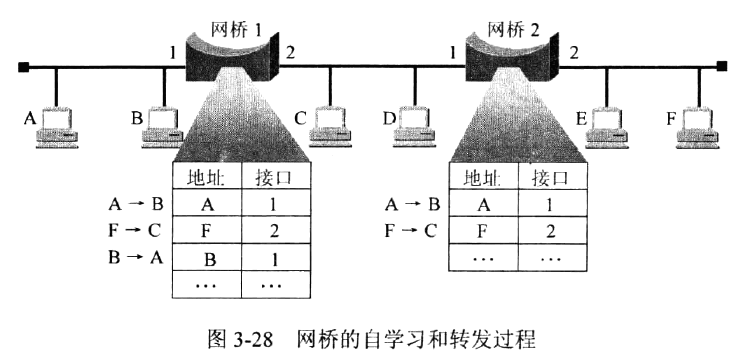 网桥 1 网桥 2
1 2 1 2
A B C D E F
地址 接口 地址 接口
A → B A 1 A → B A 1
F → C F 2 F → C F 2
B → A B 1 ··· ···
··· ···
图 3-28 网桥的自学习和转发过程